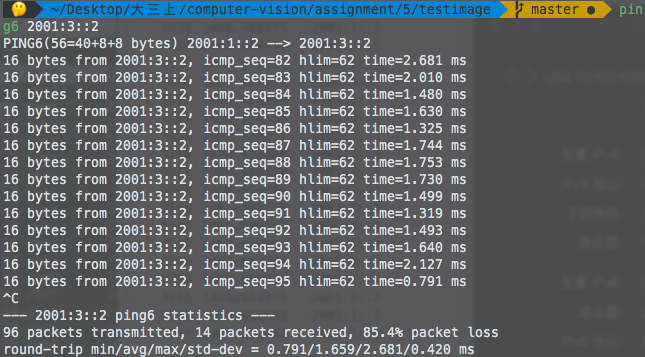 ~/Desktop/大三上/computer-vision/assignment/5/testimage master ● pin
g6 2001:3::2
PING6(56=40+8+8 bytes) 2001:1::2 --> 2001:3::2
16 bytes from 2001:3::2, icmp_seq=82 hlim=62 time=2.681 ms
16 bytes from 2001:3::2, icmp_seq=83 hlim=62 time=2.010 ms
16 bytes from 2001:3::2, icmp_seq=84 hlim=62 time=1.480 ms
16 bytes from 2001:3::2, icmp_seq=85 hlim=62 time=1.630 ms
16 bytes from 2001:3::2, icmp_seq=86 hlim=62 time=1.325 ms
16 bytes from 2001:3::2, icmp_seq=87 hlim=62 time=1.744 ms
16 bytes from 2001:3::2, icmp_seq=88 hlim=62 time=1.753 ms
16 bytes from 2001:3::2, icmp_seq=89 hlim=62 time=1.730 ms
16 bytes from 2001:3::2, icmp_seq=90 hlim=62 time=1.499 ms
16 bytes from 2001:3::2, icmp_seq=91 hlim=62 time=1.319 ms
16 bytes from 2001:3::2, icmp_seq=92 hlim=62 time=1.493 ms
16 bytes from 2001:3::2, icmp_seq=93 hlim=62 time=1.640 ms
16 bytes from 2001:3::2, icmp_seq=94 hlim=62 time=2.127 ms
16 bytes from 2001:3::2, icmp_seq=95 hlim=62 time=0.791 ms
^C
--- 2001:3::2 ping6 statistics ---
96 packets transmitted, 14 packets received, 85.4% packet loss
round-trip min/avg/max/std-dev = 0.791/1.659/2.681/0.420 ms